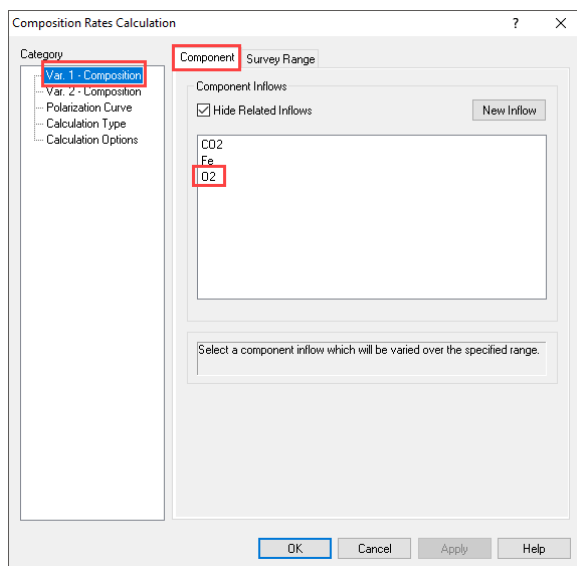 Composition Rates Calculation ? X
Category
Var. 1 - Composition
Var. 2 - Composition
Polarization Curve
Calculation Type
Calculation Options
Component Survey Range
Component Inflows
Hide Related Inflows New Inflow
CO2
Fe
O2
Select a component inflow which will be varied over the specified range.
OK Cancel Apply Help